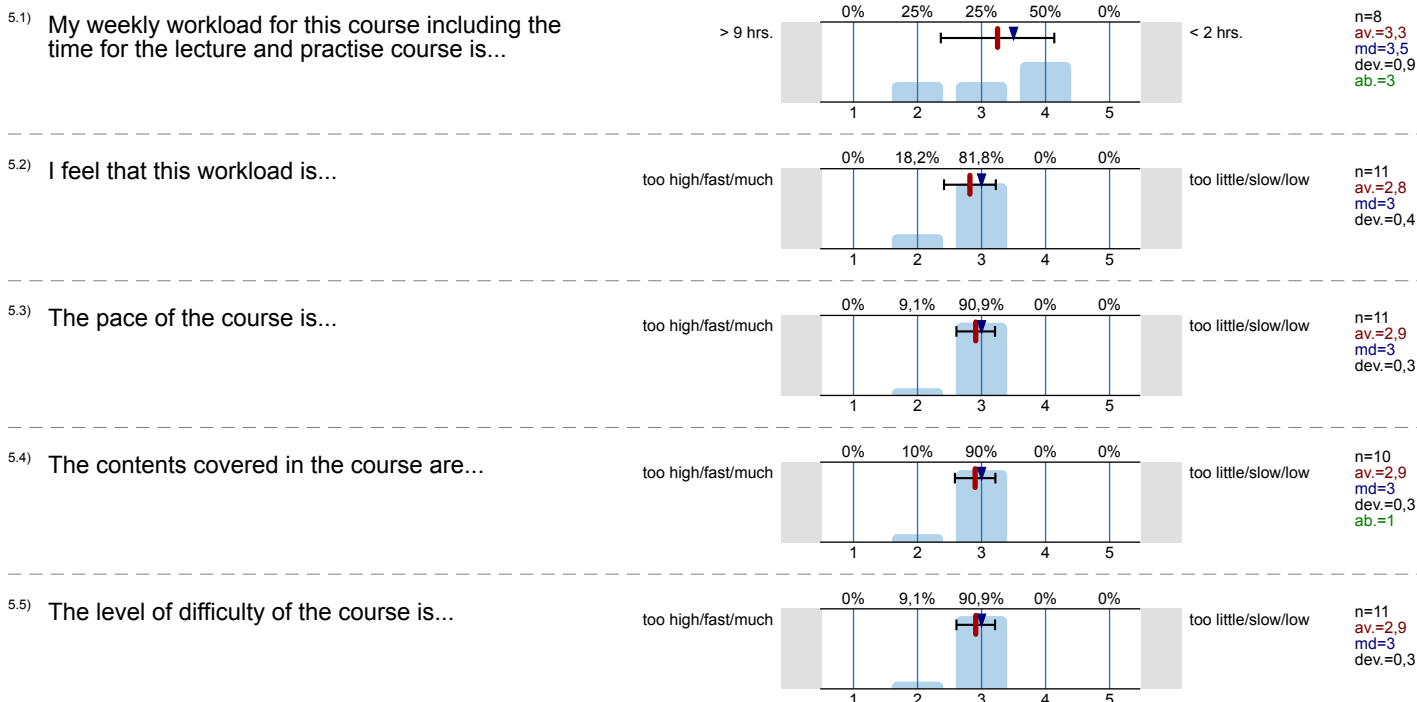 5.1) My weekly workload for this course including the
time for the lecture and practise course is...
> 9 hrs.
0% 25% 25% 50% 0%
1 2 3 4 5
< 2 hrs.
n=8
av.=3,3
md=3,5
dev.=0,9
ab.=3
5.2) I feel that this workload is...
too high/fast/much
0% 18,2% 81,8% 0% 0%
1 2 3 4 5
too little/slow/low
n=11
av.=2,8
md=3
dev.=0,4
5.3) The pace of the course is...
too high/fast/much
0% 9,1% 90,9% 0% 0%
1 2 3 4 5
too little/slow/low
n=11
av.=2,9
md=3
dev.=0,3
5.4) The contents covered in the course are...
too high/fast/much
0% 10% 90% 0% 0%
1 2 3 4 5
too little/slow/low
n=10
av.=2,9
md=3
dev.=0,3
ab.=1
5.5) The level of difficulty of the course is...
too high/fast/much
0% 9,1% 90,9% 0% 0%
1 2 3 4 5
too little/slow/low
n=11
av.=2,9
md=3
dev.=0,3